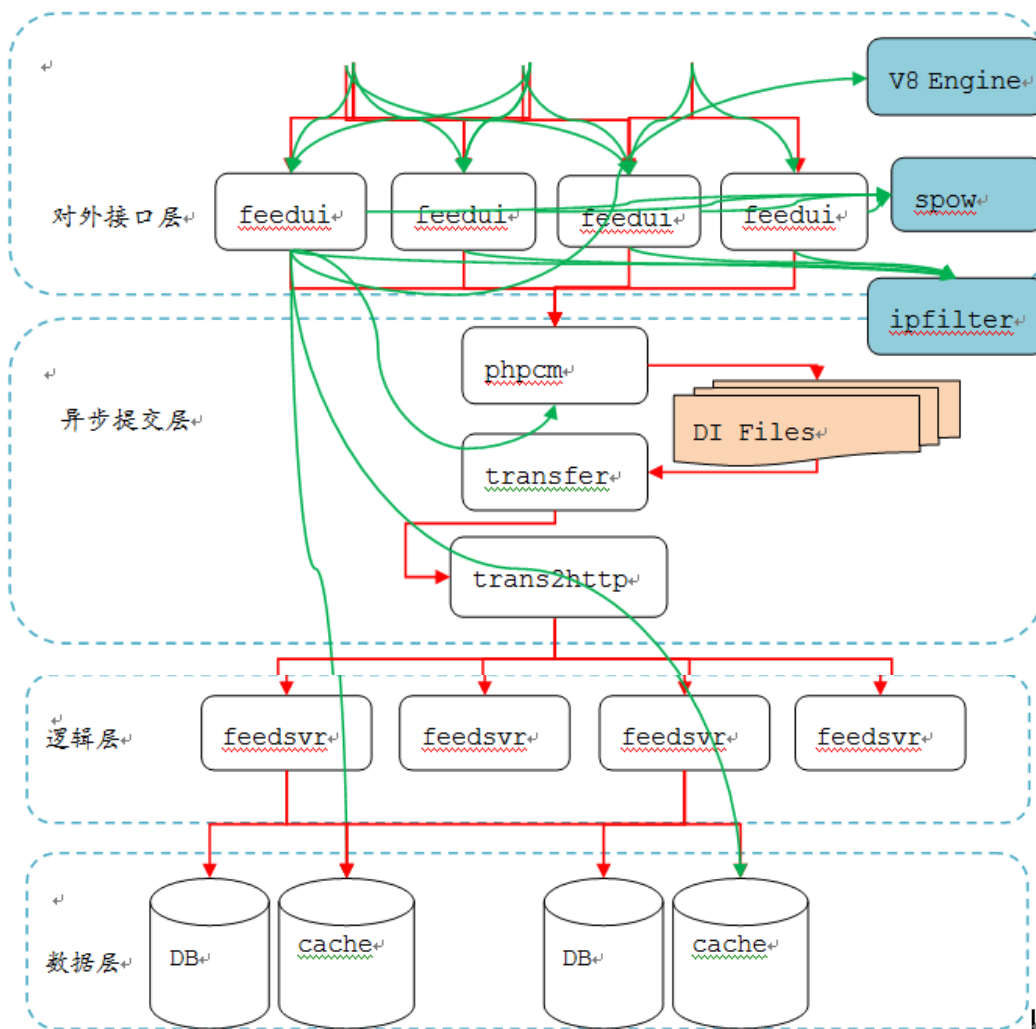 V8 Engine
对外接口层
feedui
feedui
feedui
feedui
spow
ipfilter
phpcm
异步提交层
DI Files
transfer
trans2http
逻辑层
feedsvr
feedsvr
feedsvr
feedsvr
数据层
DB
cache
DB
cache